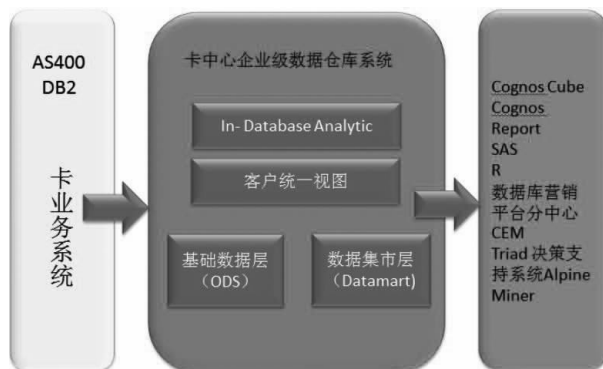 AS400
DB2
卡业务系统
卡中心企业级数据仓库系统
In- Database Analytic
客户统一视图
基础数据层
（ODS）
数据集市层
（Datamart)
Cognos Cube
Cognos
Report
SAS
R
数据库营销
平台分中心
CEM
Triad 决策支
持系统Alpine
Miner